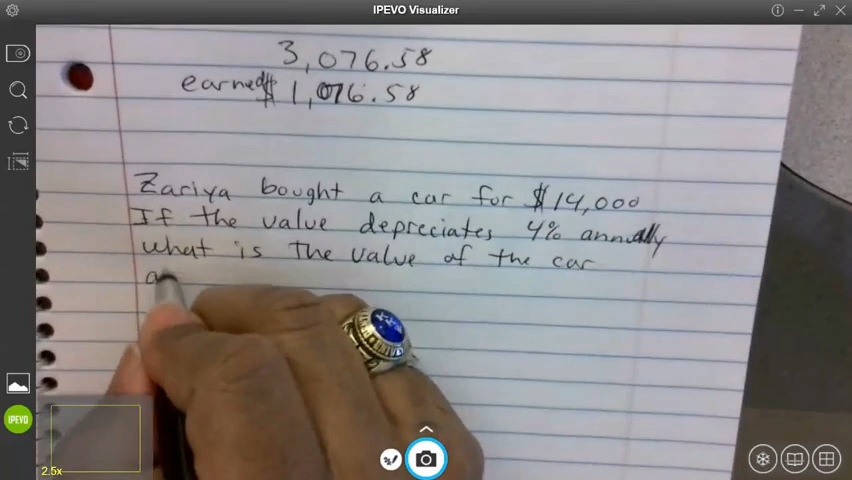 IPEVO Visualizer
3,076.58
earned $1,076.58
Zariya bought a car for $14,000
If the value depreciates 4% annually
what is the value of the car
IPEVO
2.5x